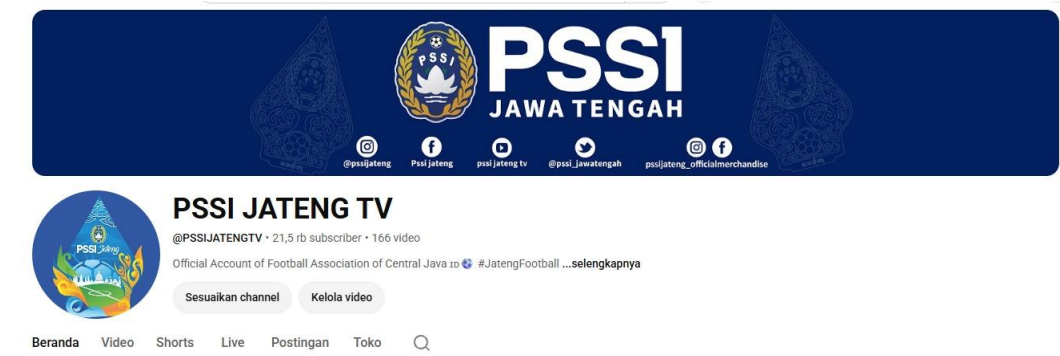 PSSI
PSSI
JAWA TENGAH
@pssijateng Pssi jateng pssi jateng tv @pssi_jawatengah pssijateng_officialmerchandise
PSSI Jateng
PSSI JATENG TV
@PSSIJATENGTV • 21,5 rb subscriber • 166 video
Official Account of Football Association of Central Java ID ⚽ #JatengFootball ...selengkapnya
Sesuaikan channel Kelola video
Beranda Video Shorts Live Postingan Toko